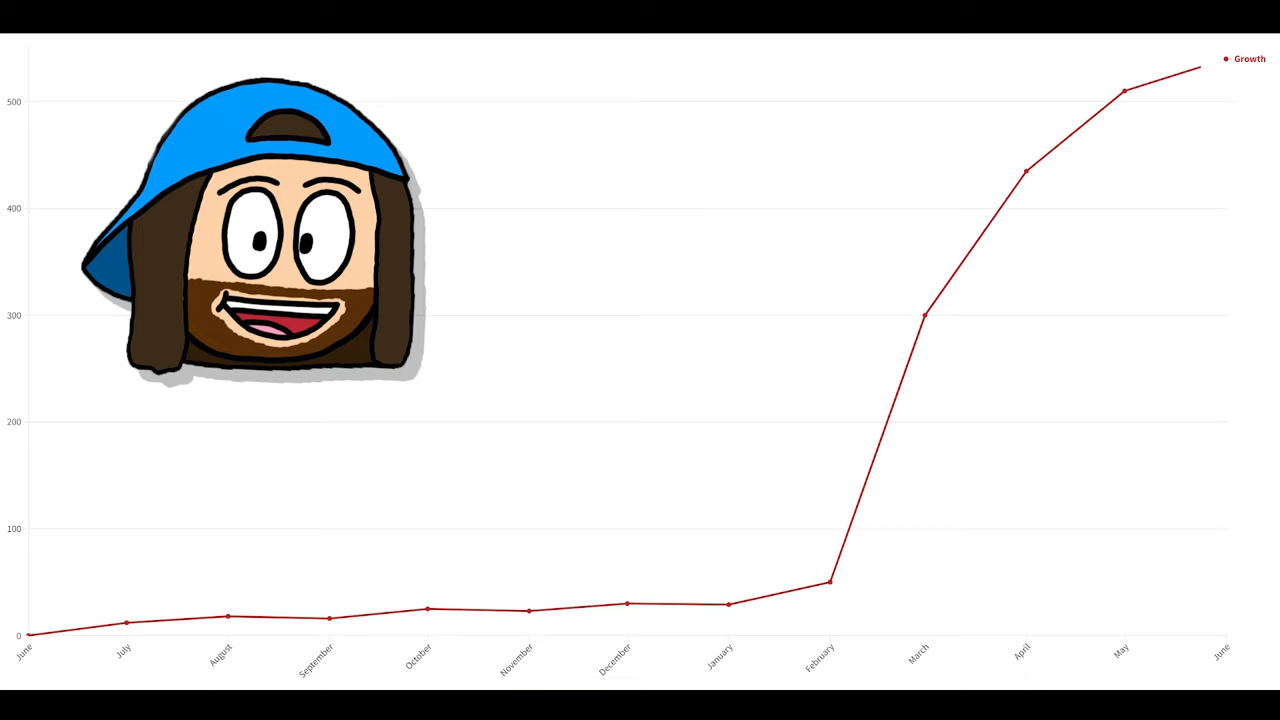 Growth
500
400
300
200
100
0
June
July
August
September
October
November
December
January
February
March
April
May
June